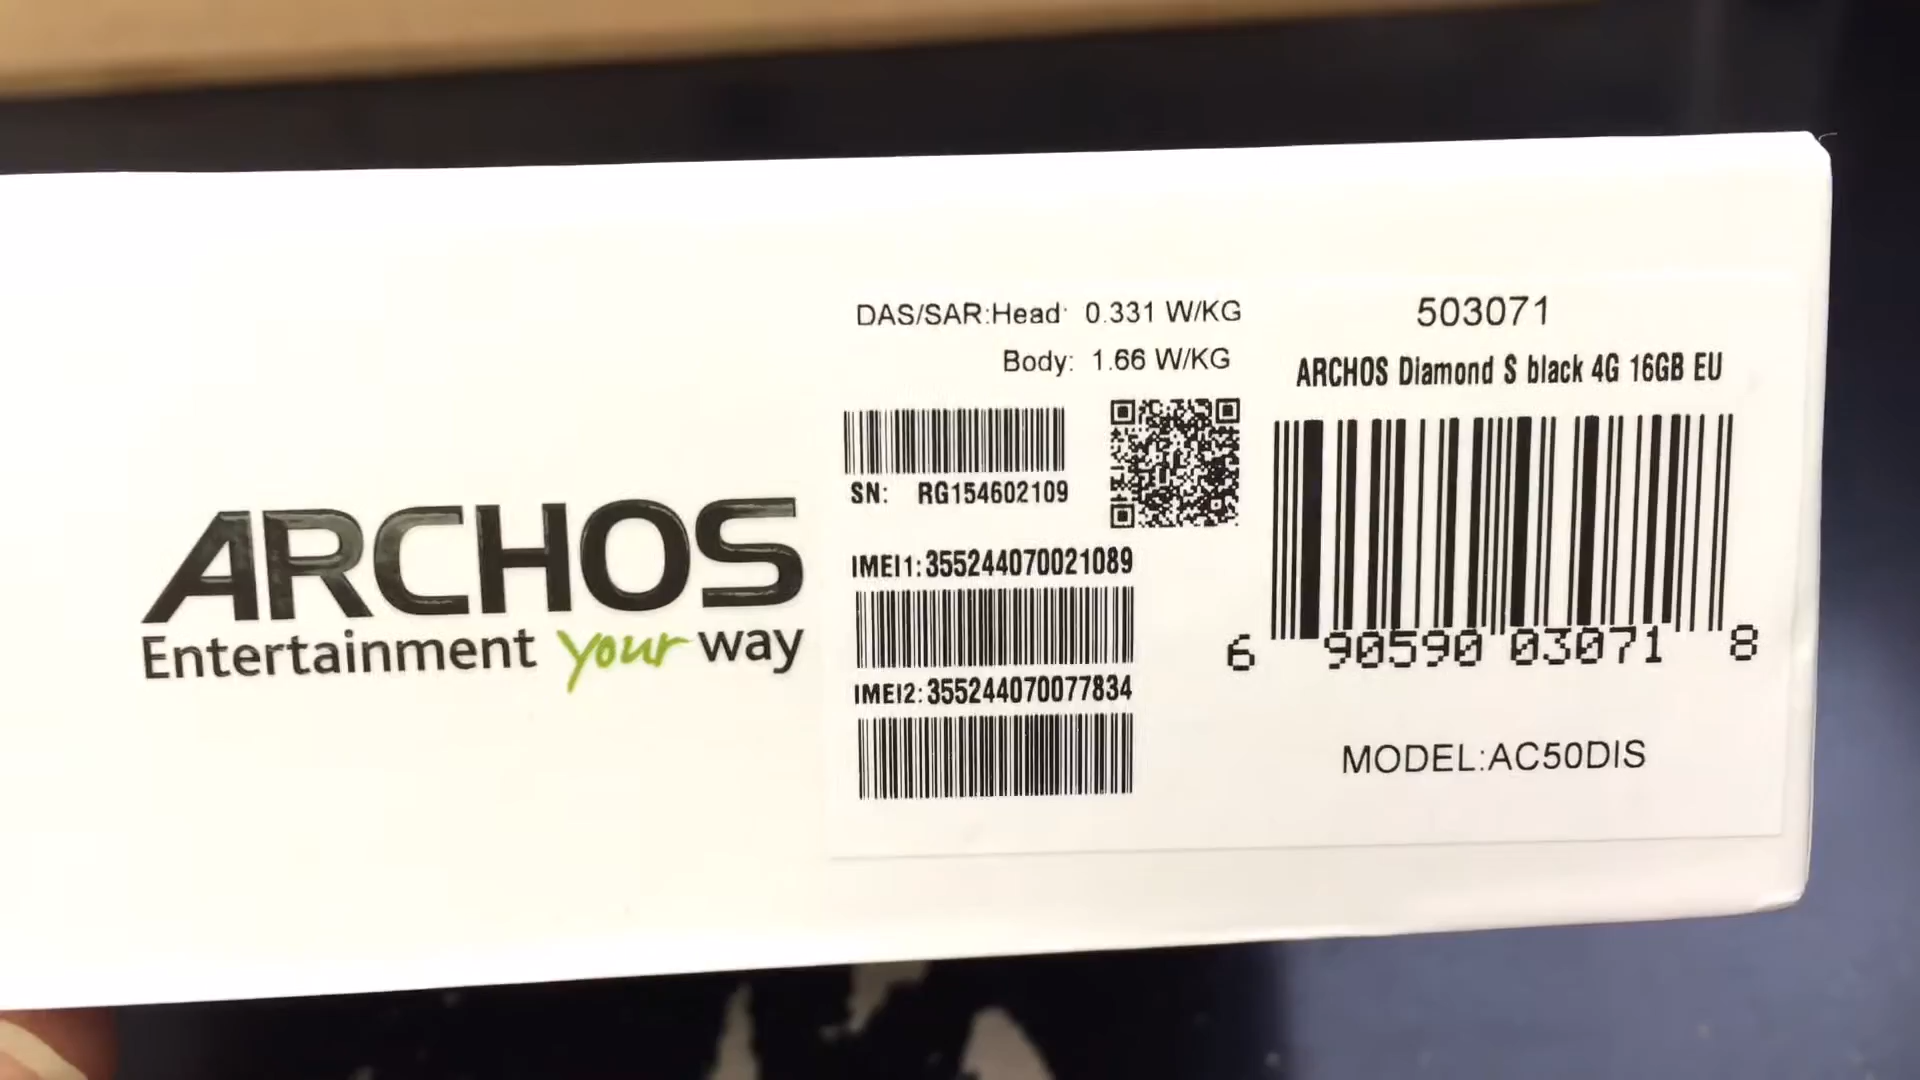 ARCHOS
Entertainment your way
DAS/SAR:Head: 0.331 W/KG
Body: 1.66 W/KG
SN: RG154602109
IMEI1:355244070021089
IMEI2:355244070077834
503071
ARCHOS Diamond S black 4G 16GB EU
6 90590 03071 8
MODEL:AC50DIS